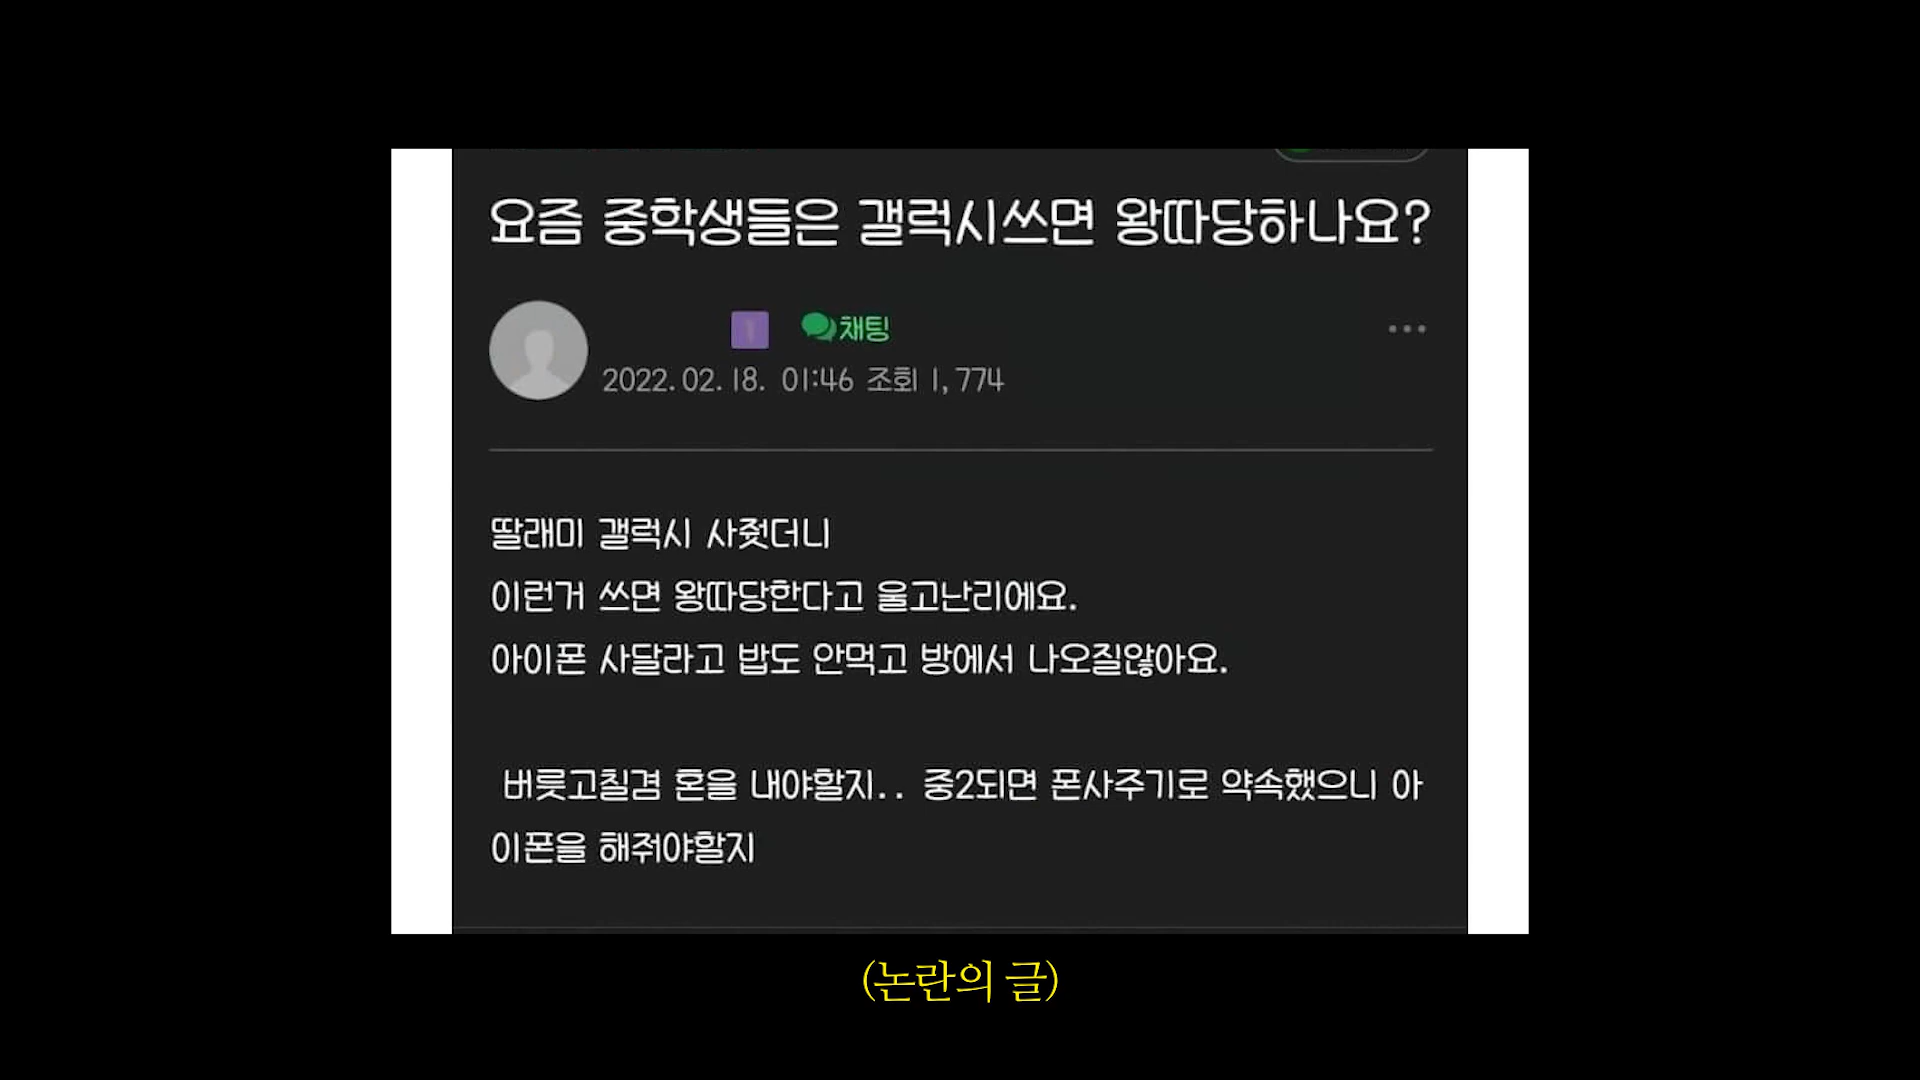 요즘 중학생들은 갤럭시쓰면 왕따당하나요?
채팅
2022.02.18. 01:46 조회 1,774
딸래미 갤럭시 사줫더니
이런거 쓰면 왕따당한다고 울고난리에요.
아이폰 사달라고 밥도 안먹고 방에서 나오질않아요.
버릇고칠겸 혼을 내야할지.. 중2되면 폰사주기로 약속했으니 아
이폰을 해줘야할지
(논란의 글)